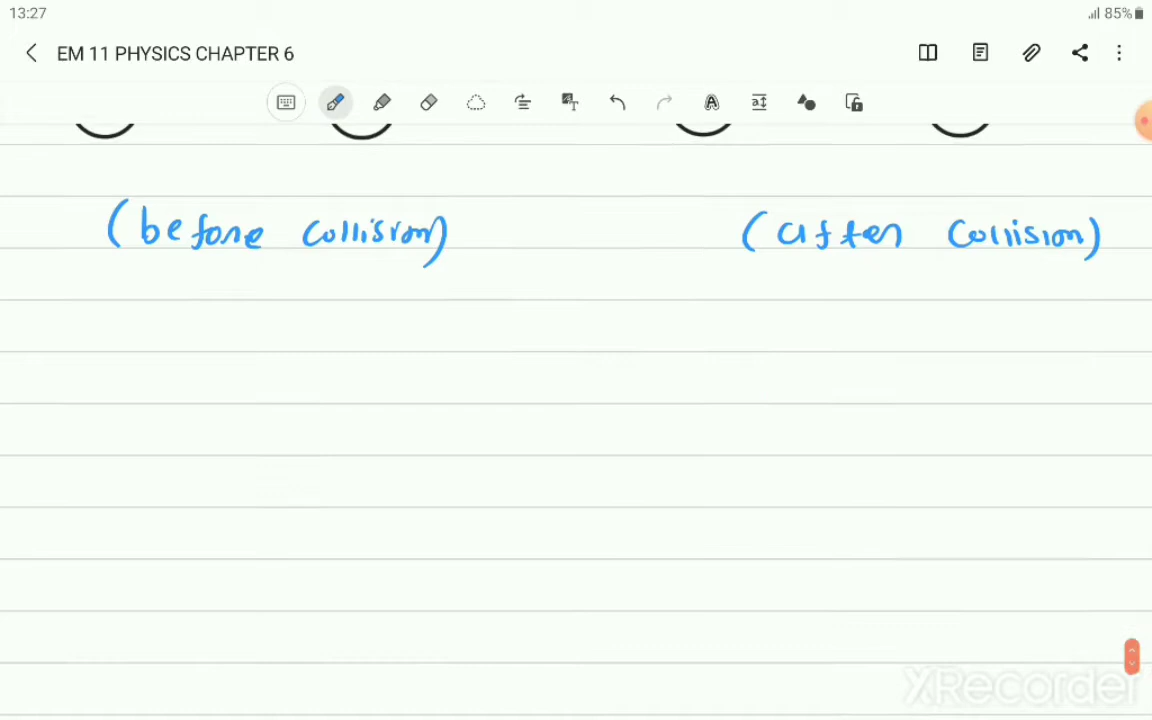 13:27 85%
EM 11 PHYSICS CHAPTER 6
(before collision) (after collision)
XRecorder